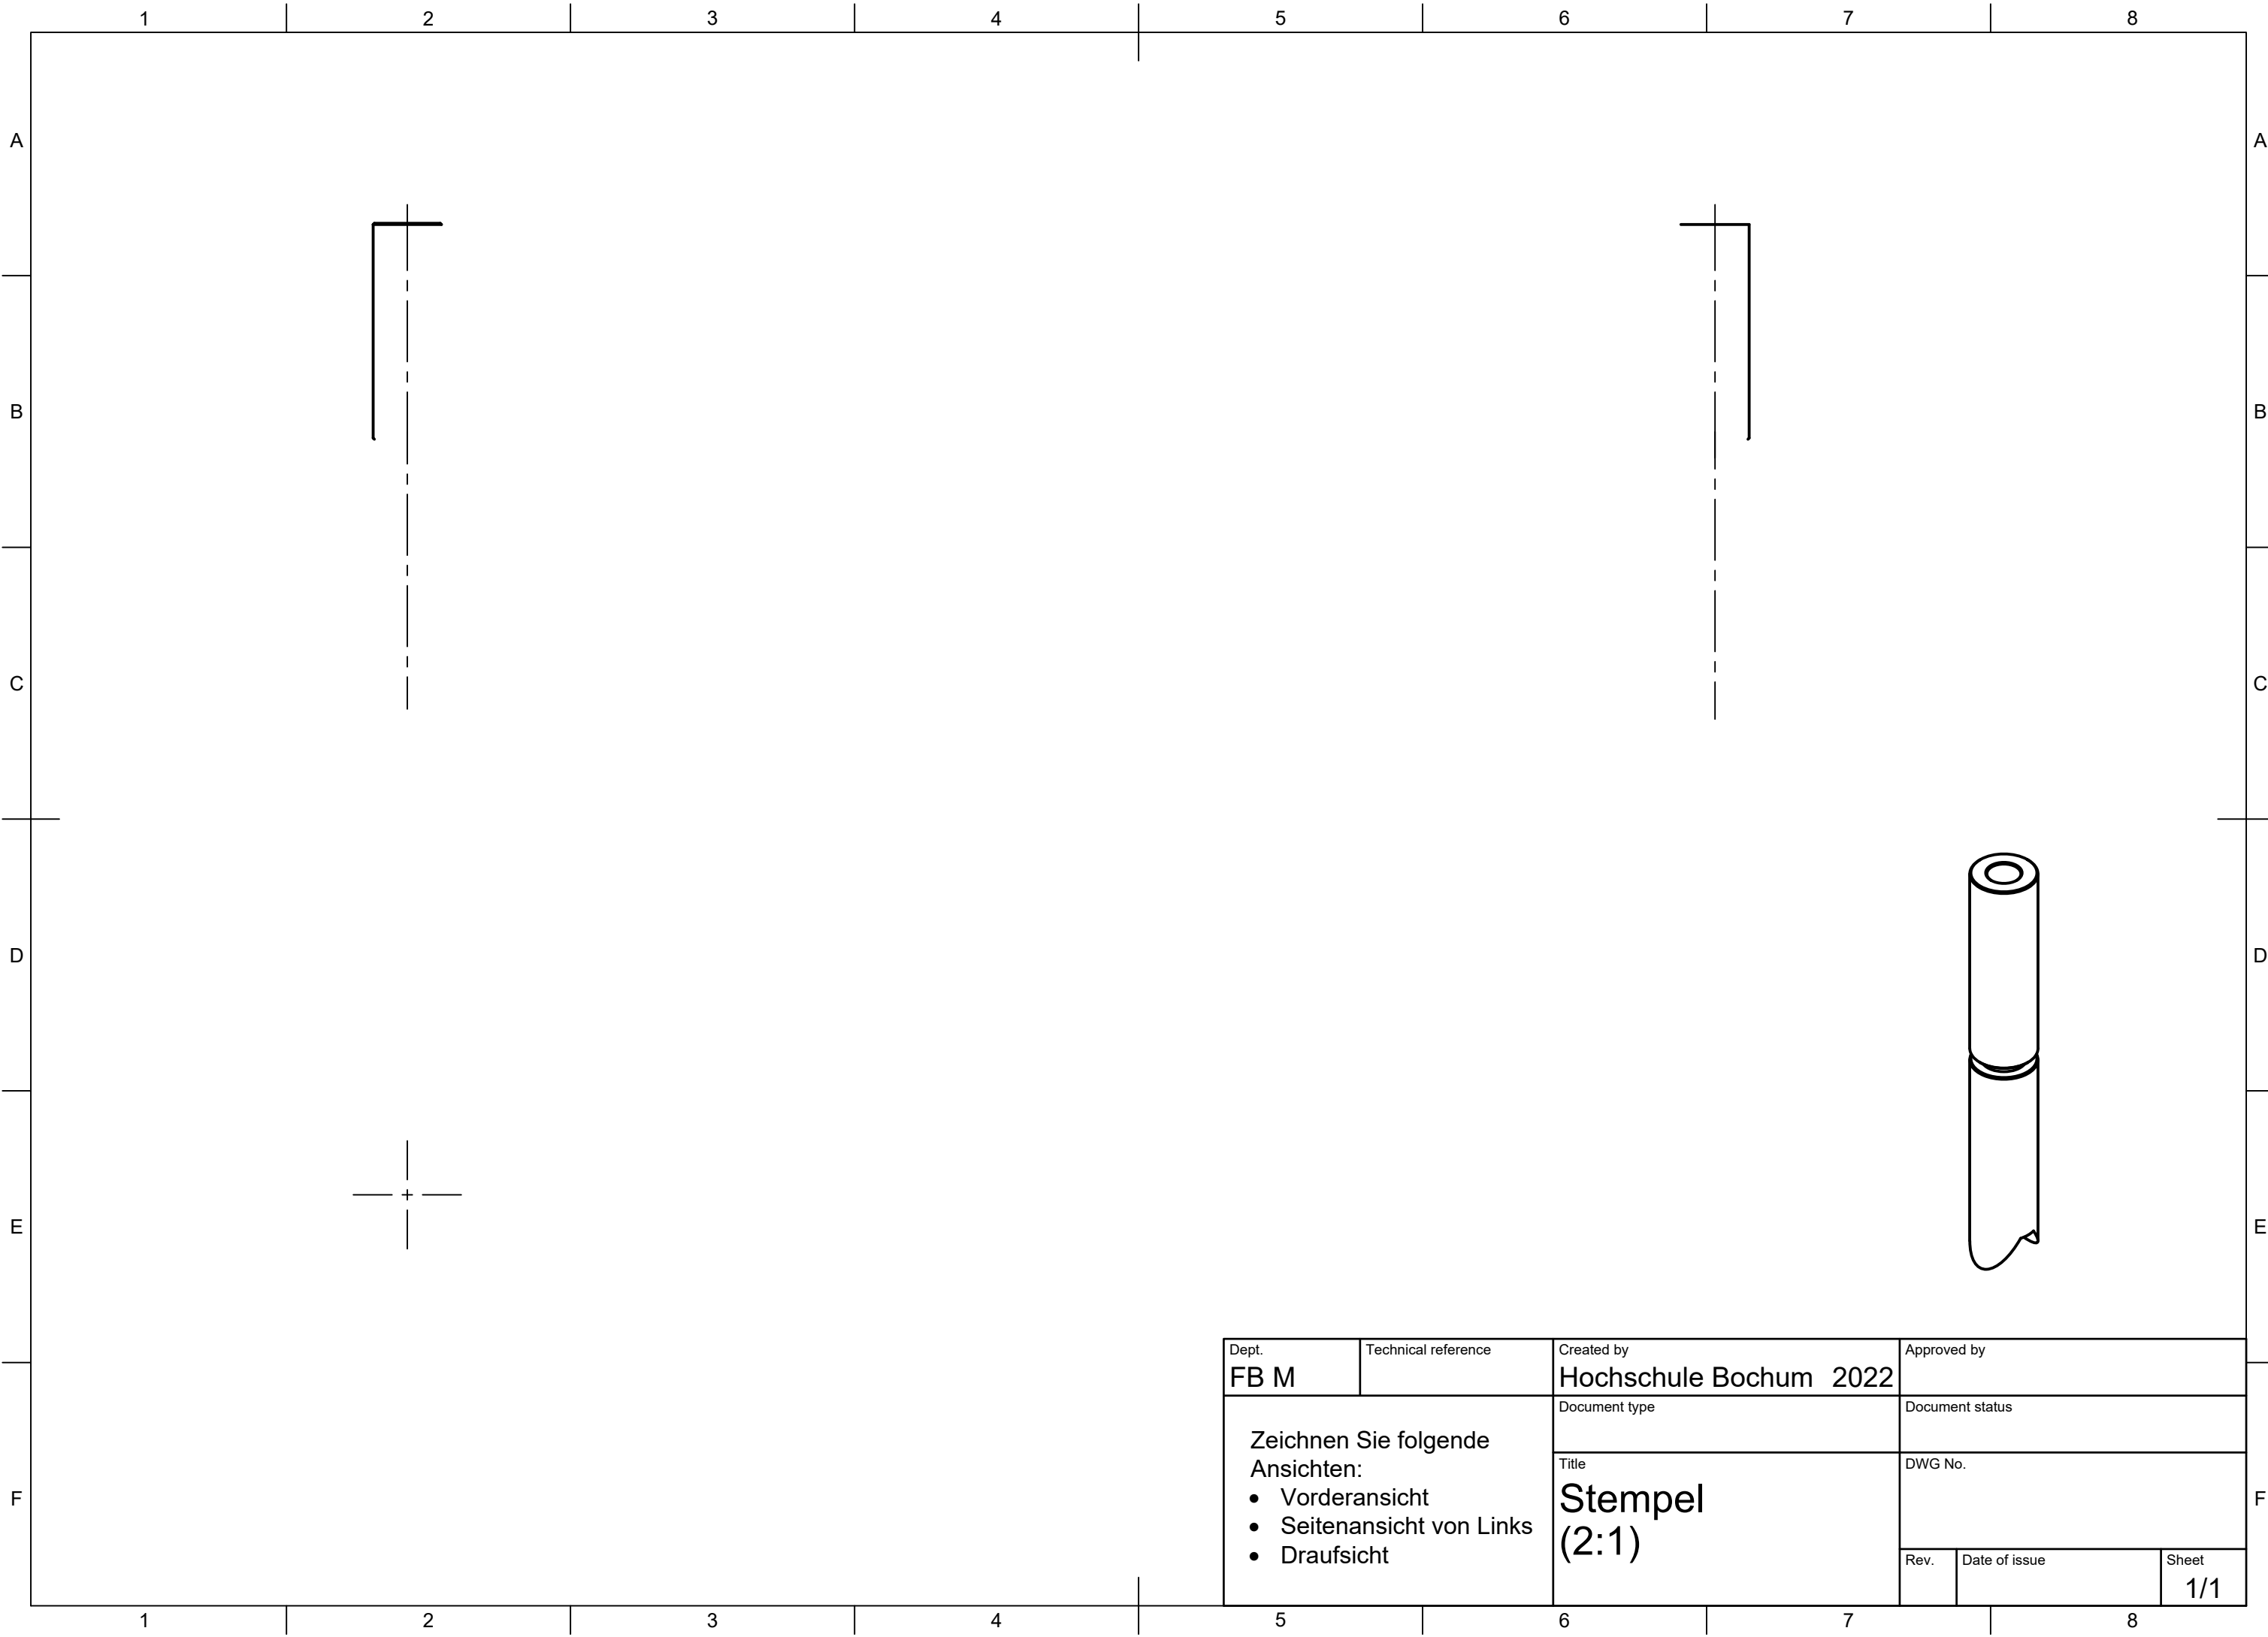 1 2 3 4 5 6 7 8
A A
B B
C C
D D
E E
Dept. Technical reference Created by Approved by
FB M Hochschule Bochum 2022
Document type Document status
Zeichnen Sie folgende
Ansichten:
• Vorderansicht
• Seitenansicht von Links
• Draufsicht
Title DWG No.
Stempel
(2:1)
F F
Rev. Date of issue Sheet
1/1
1 2 3 4 5 6 7 8